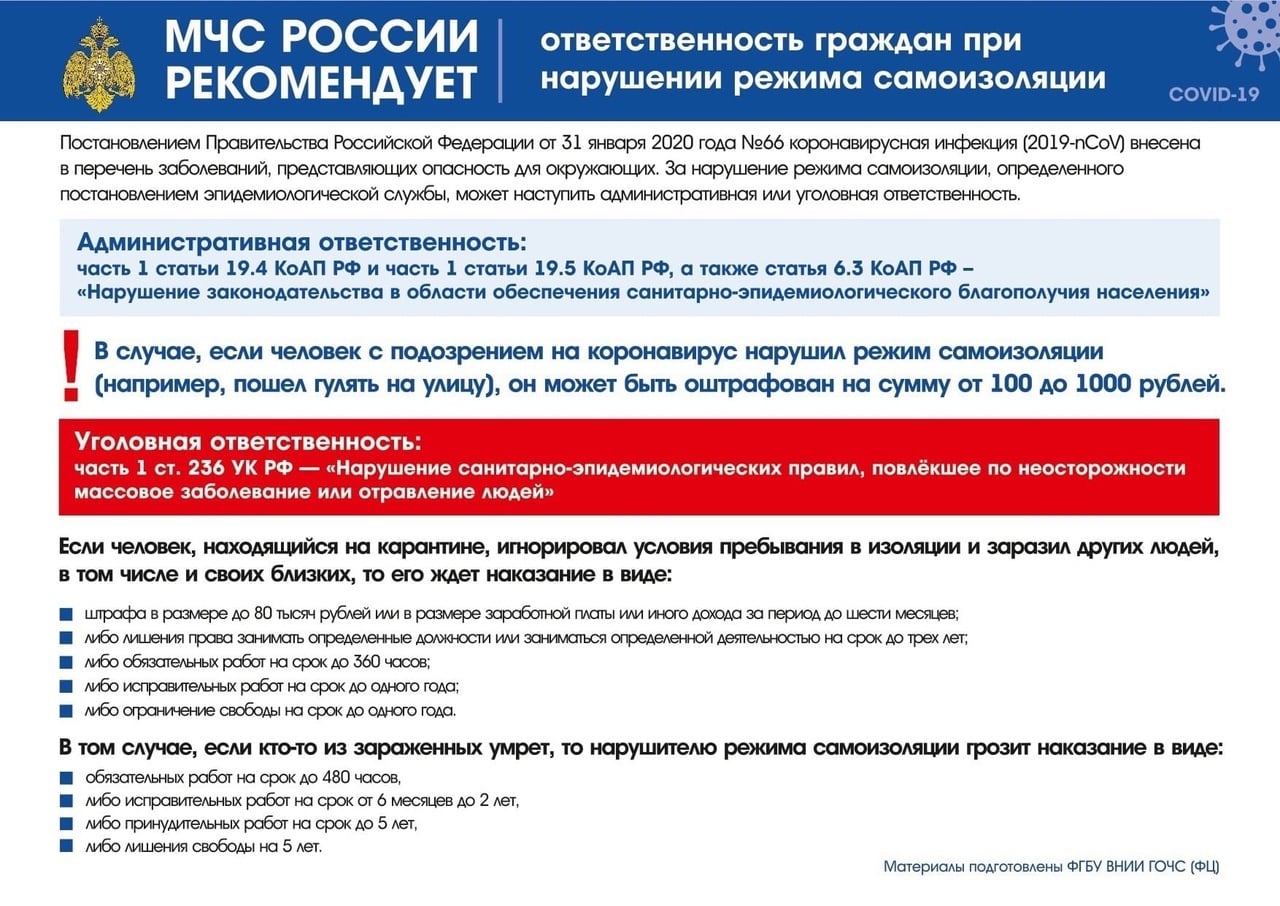 МЧС РОССИИ
РЕКОМЕНДУЕТ
ответственность граждан при
нарушении режима самоизоляции
COVID-19
Постановлением Правительства Российской Федерации от 31 января 2020 года №66 коронавирусная инфекция (2019-nCoV) внесена
в перечень заболеваний, представляющих опасность для окружающих. За нарушение режима самоизоляции, определенного
постановлением эпидемиологической службы, может наступить административная или уголовная ответственность.
Административная ответственность:
часть 1 статьи 19.4 КоАП РФ и часть 1 статьи 19.5 КоАП РФ, а также статья 6.3 КоАП РФ –
«Нарушение законодательства в области обеспечения санитарно-эпидемиологического благополучия населения»
! В случае, если человек с подозрением на коронавирус нарушил режим самоизоляции
(например, пошел гулять на улицу), он может быть оштрафован на сумму от 100 до 1000 рублей.
Уголовная ответственность:
часть 1 ст. 236 УК РФ — «Нарушение санитарно-эпидемиологических правил, повлёкшее по неосторожности
массовое заболевание или отравление людей»
Если человек, находящийся на карантине, игнорировал условия пребывания в изоляции и заразил других людей,
в том числе и своих близких, то его ждет наказание в виде:
штрафа в размере до 80 тысяч рублей или в размере заработной платы или иного дохода за период до шести месяцев;
либо лишения права занимать определенные должности или заниматься определенной деятельностью на срок до трех лет;
либо обязательных работ на срок до 360 часов;
либо исправительных работ на срок до одного года;
либо ограничение свободы на срок до одного года.
В том случае, если кто-то из зараженных умрет, то нарушителю режима самоизоляции грозит наказание в виде:
обязательных работ на срок до 480 часов,
либо исправительных работ на срок от 6 месяцев до 2 лет,
либо принудительных работ на срок до 5 лет,
либо лишения свободы на 5 лет.
Материалы подготовлены ФГБУ ВНИИ ГОЧС (ФЦ)